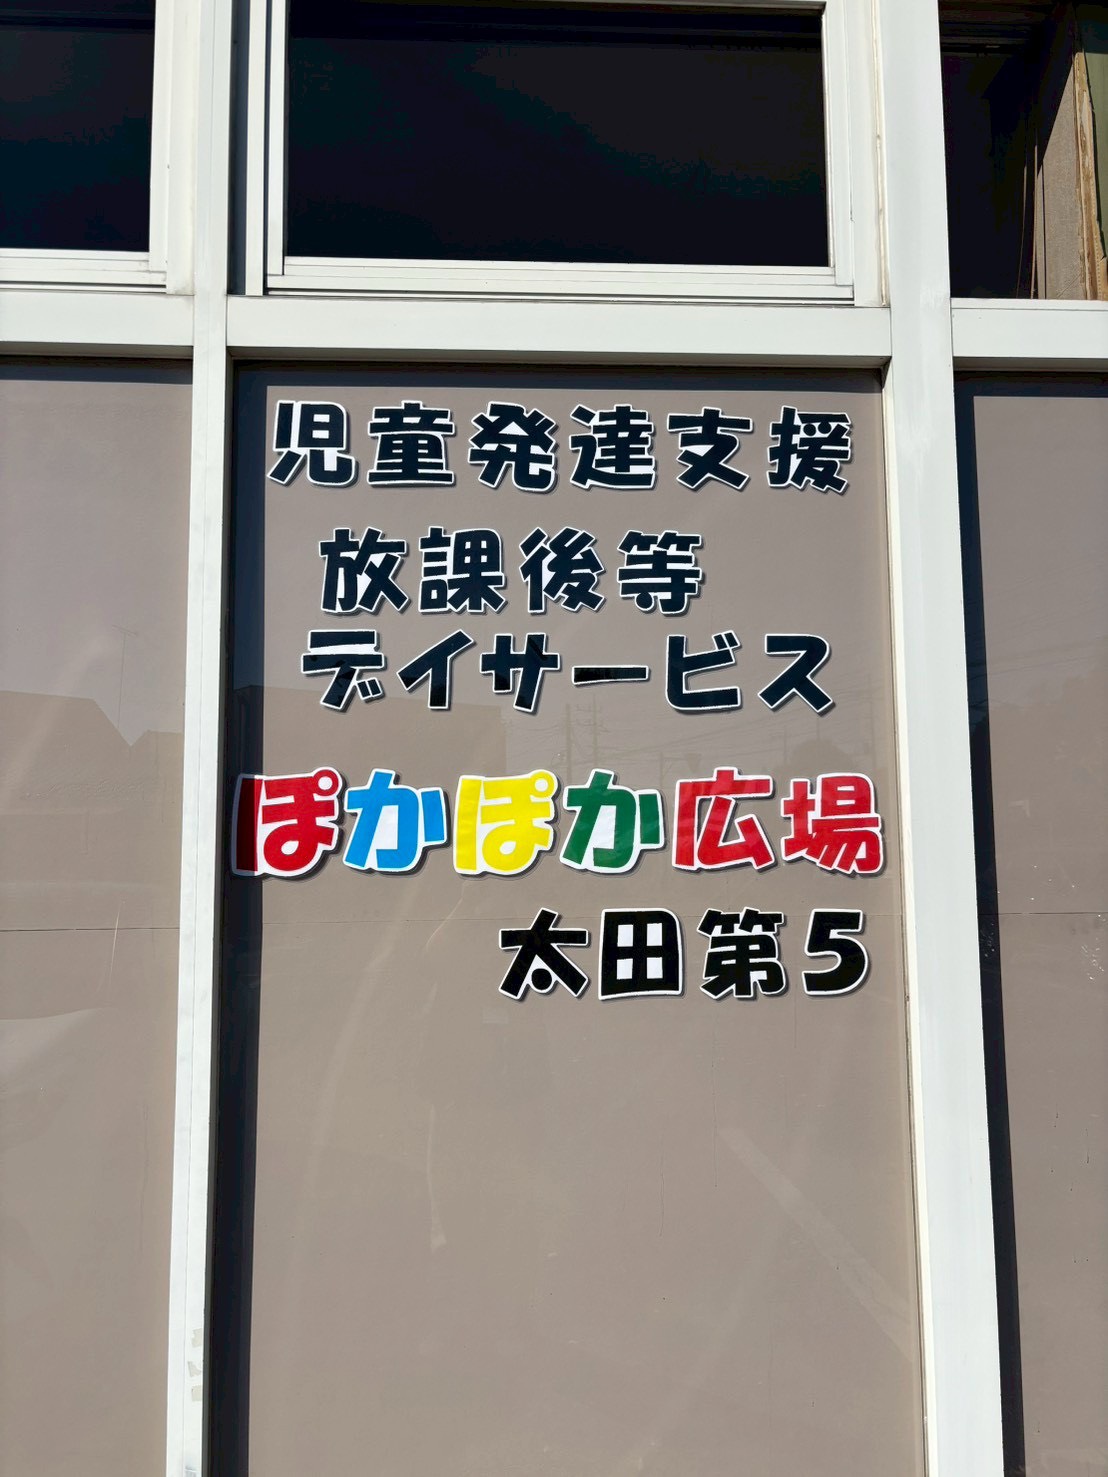 児童発達支援
放課後等
デイサービス
ぽかぽか広場
太田第5